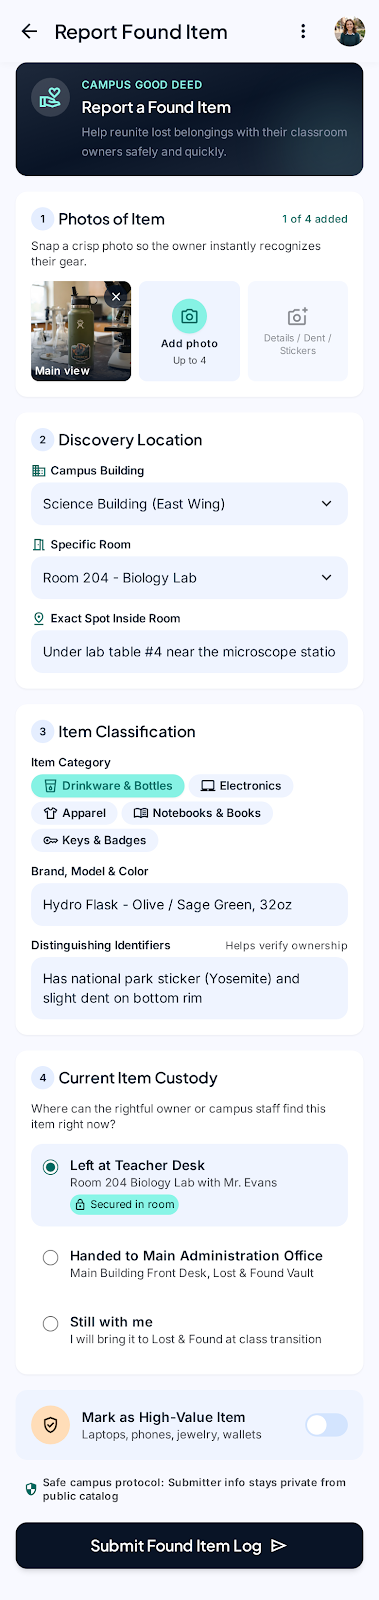 Report Found Item
CAMPUS GOOD DEED
Report a Found Item
Help reunite lost belongings with their classroom
owners safely and quickly.
1 Photos of Item
1 of 4 added
Snap a crisp photo so the owner instantly recognizes
their gear.
Main view
Add photo
Up to 4
Details / Dent /
Stickers
2 Discovery Location
Campus Building
Science Building (East Wing)
Specific Room
Room 204 - Biology Lab
Exact Spot Inside Room
Under lab table #4 near the microscope statio
3 Item Classification
Item Category
Drinkware & Bottles
Electronics
Apparel
Notebooks & Books
Keys & Badges
Brand, Model & Color
Hydro Flask - Olive / Sage Green, 32oz
Distinguishing Identifiers
Helps verify ownership
Has national park sticker (Yosemite) and
slight dent on bottom rim
4 Current Item Custody
Where can the rightful owner or campus staff find this
item right now?
Left at Teacher Desk
Room 204 Biology Lab with Mr. Evans
Secured in room
Handed to Main Administration Office
Main Building Front Desk, Lost & Found Vault
Still with me
I will bring it to Lost & Found at class transition
Mark as High-Value Item
Laptops, phones, jewelry, wallets
Safe campus protocol: Submitter info stays private from
public catalog
Submit Found Item Log